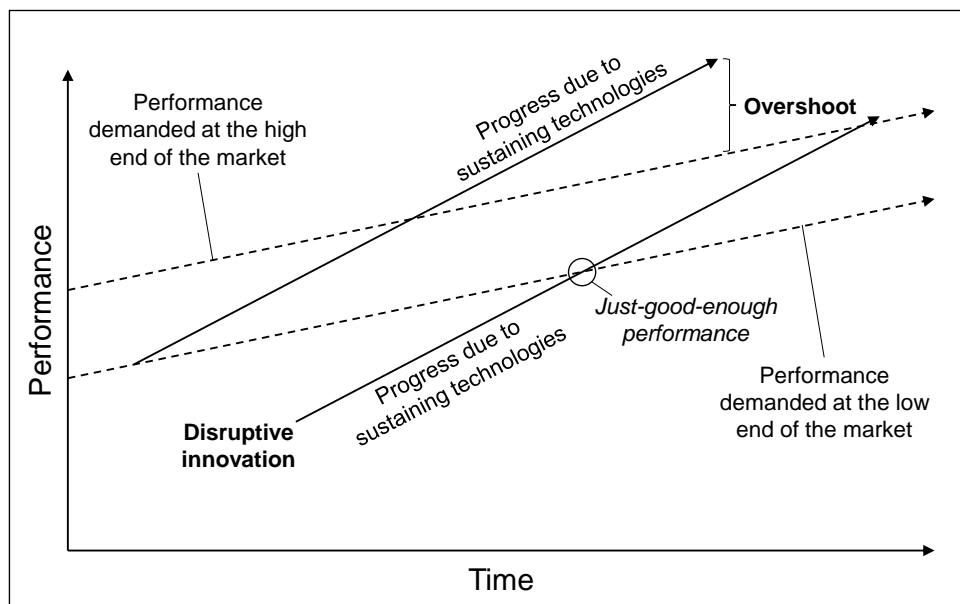 Performance
demanded at the high
end of the market
Progress due to
sustaining technologies
Overshoot
Performance
Just-good-enough
performance
Progress due to
sustaining technologies
Disruptive
innovation
Performance
demanded at the low
end of the market
Time